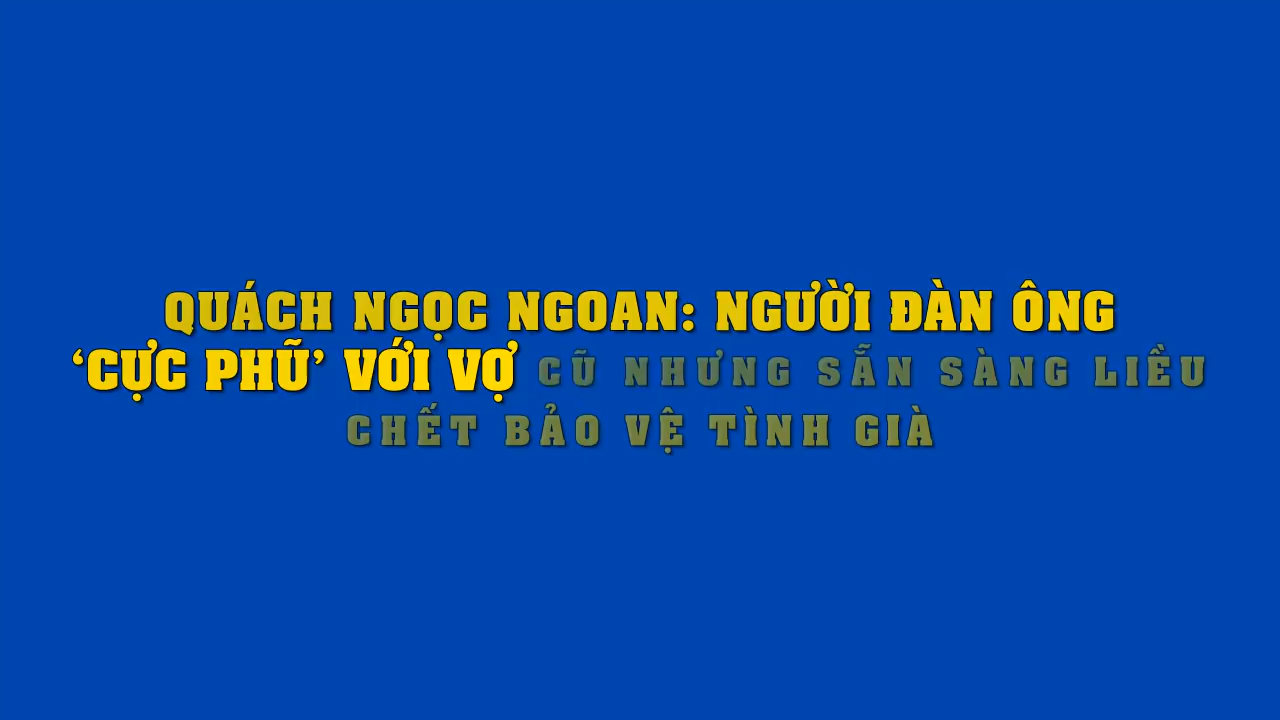 QUÁCH NGỌC NGOAN: NGƯỜI ĐÀN ÔNG
‘CỰC PHŨ’ VỚI VỢ CŨ NHƯNG SẴN SÀNG LIỀU
CHẾT BẢO VỆ TÌNH GIÀ